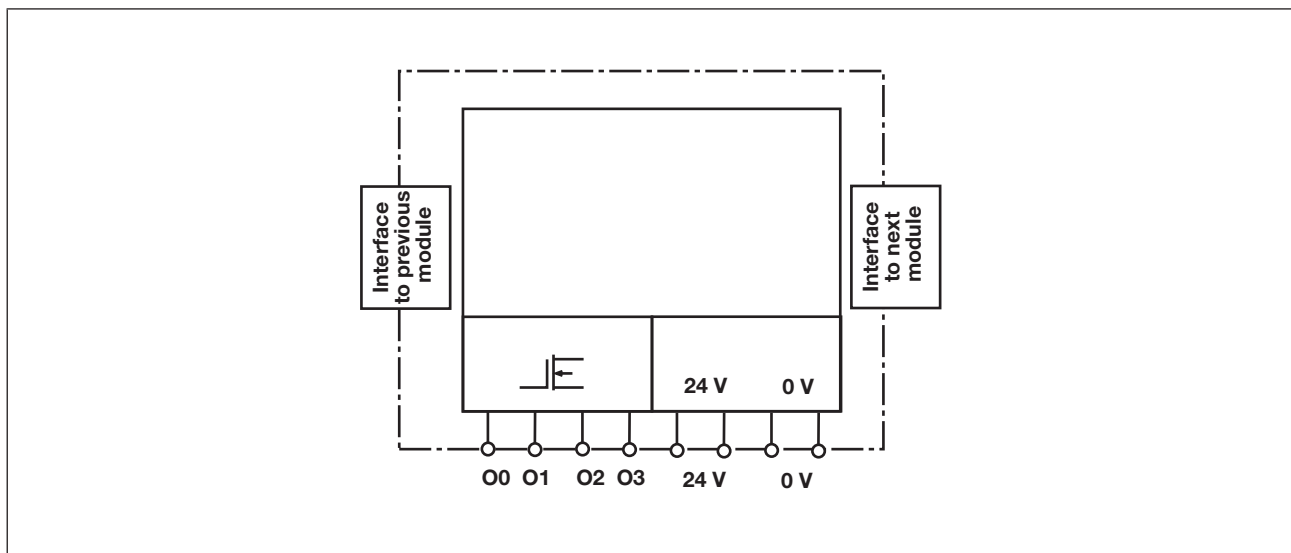 Interface
to previous
module
Interface
to next
module
24 V 0 V
O0 O1 O2 O3 24 V 0 V